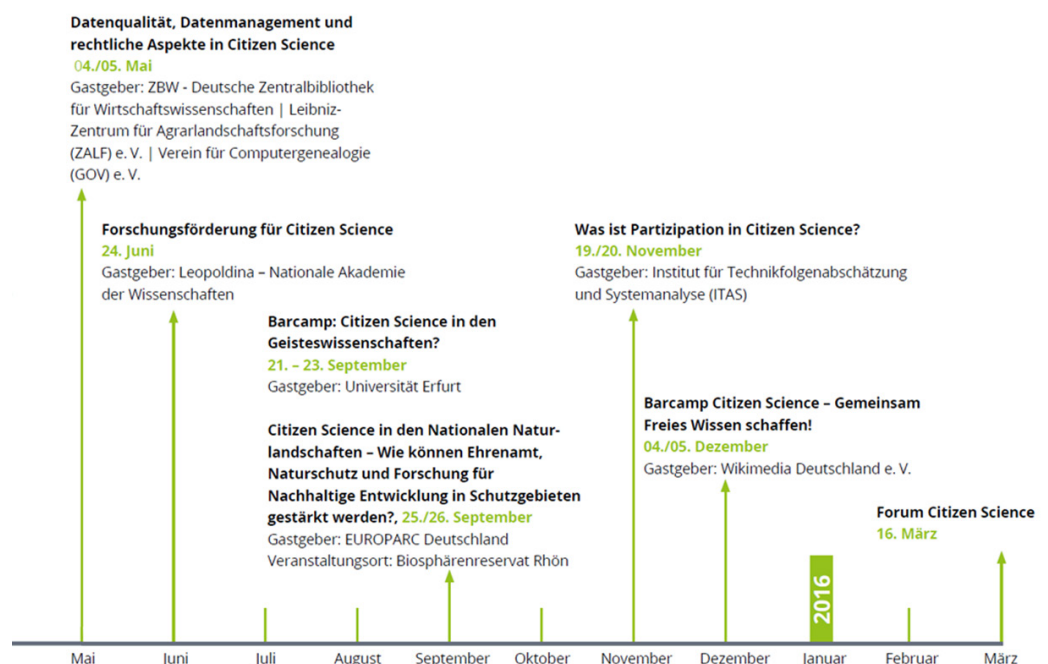 Datenqualität, Datenmanagement und
rechtliche Aspekte in Citizen Science
04./05. Mai
Gastgeber: ZBW - Deutsche Zentralbibliothek
für Wirtschaftswissenschaften | Leibniz-
Zentrum für Agrarlandschaftsforschung
(ZALF) e. V. | Verein für Computergenealogie
(GOV) e. V.
Forschungsförderung für Citizen Science
24. Juni
Gastgeber: Leopoldina – Nationale Akademie
der Wissenschaften
Was ist Partizipation in Citizen Science?
19./20. November
Gastgeber: Institut für Technikfolgenabschätzung
und Systemanalyse (ITAS)
Barcamp: Citizen Science in den
Geisteswissenschaften?
21. – 23. September
Gastgeber: Universität Erfurt
Citizen Science in den Nationalen Natur-
landschaften – Wie können Ehrenamt,
Naturschutz und Forschung für
Nachhaltige Entwicklung in Schutzgebieten
gestärkt werden?, 25./26. September
Gastgeber: EUROPARC Deutschland
Veranstaltungsort: Biosphärenreservat Rhön
Barcamp Citizen Science – Gemeinsam
Freies Wissen schaffen!
04./05. Dezember
Gastgeber: Wikimedia Deutschland e. V.
Forum Citizen Science
16. März
2016
Mai Juni Juli August September Oktober November Dezember Januar Februar März